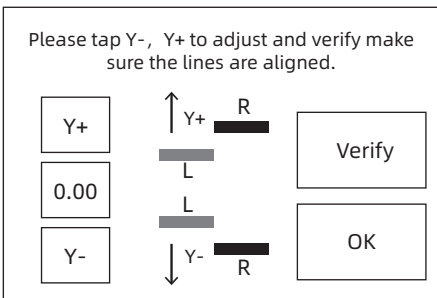 Please tap Y-, Y+ to adjust and verify make
sure the lines are aligned.
Y+
0.00
Y-
Y+
R
L
L
Y-
R
Verify
OK